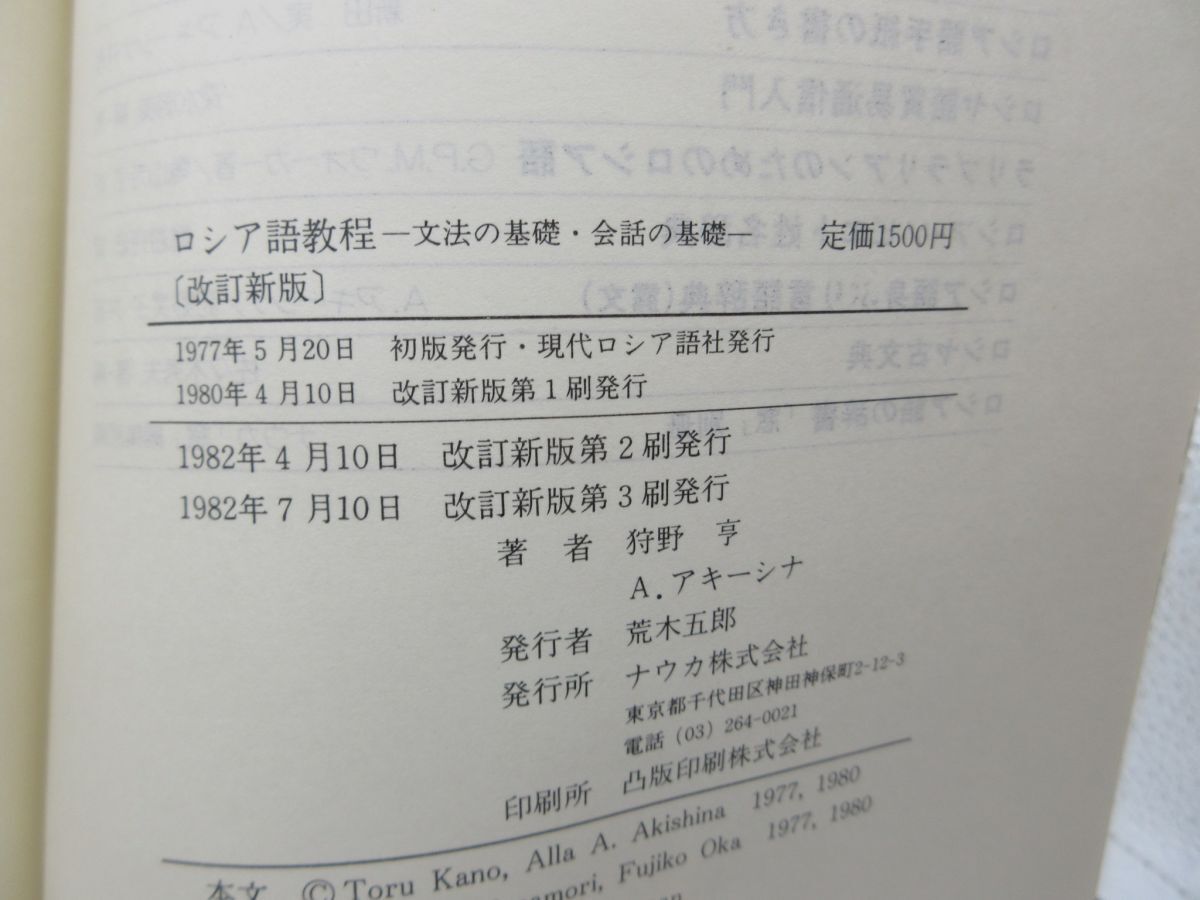 ロシア語教程―文法の基礎・会話の基礎― 定価1500円
〔改訂新版〕
1977年5月20日 初版発行・現代ロシア語社発行
1980年4月10日 改訂新版第1刷発行
1982年4月10日 改訂新版第2刷発行
1982年7月10日 改訂新版第3刷発行
著 者 狩野 亨
A.アキーシナ
発行者 荒木五郎
発行所 ナウカ株式会社
東京都千代田区神田神保町2-12-3
電話(03)264-0021
印刷所 凸版印刷株式会社
本文 ©Toru Kano, Alla A. Akishina 1977, 1980
Fujiko Oka 1977, 1980